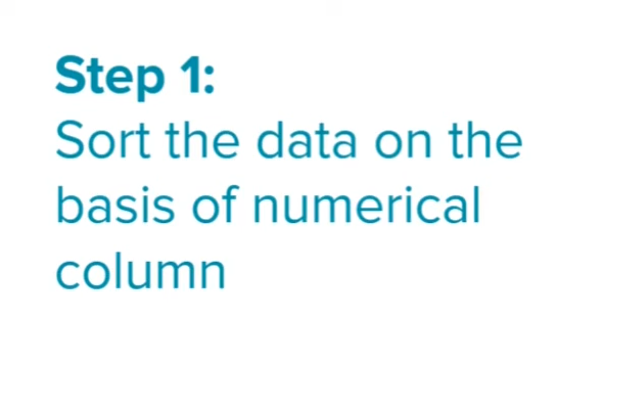 Step 1:
Sort the data on the
basis of numerical
column